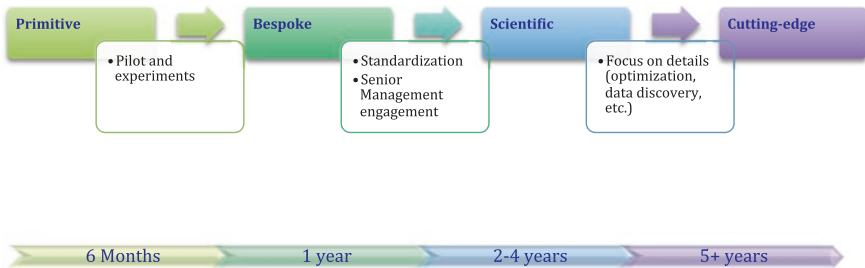 Primitive
Bespoke
Scientific
Cutting-edge
• Pilot and
experiments
• Standardization
• Senior
Management
engagement
• Focus on details
(optimization,
data discovery,
etc.)
6 Months
1 year
2-4 years
5+ years